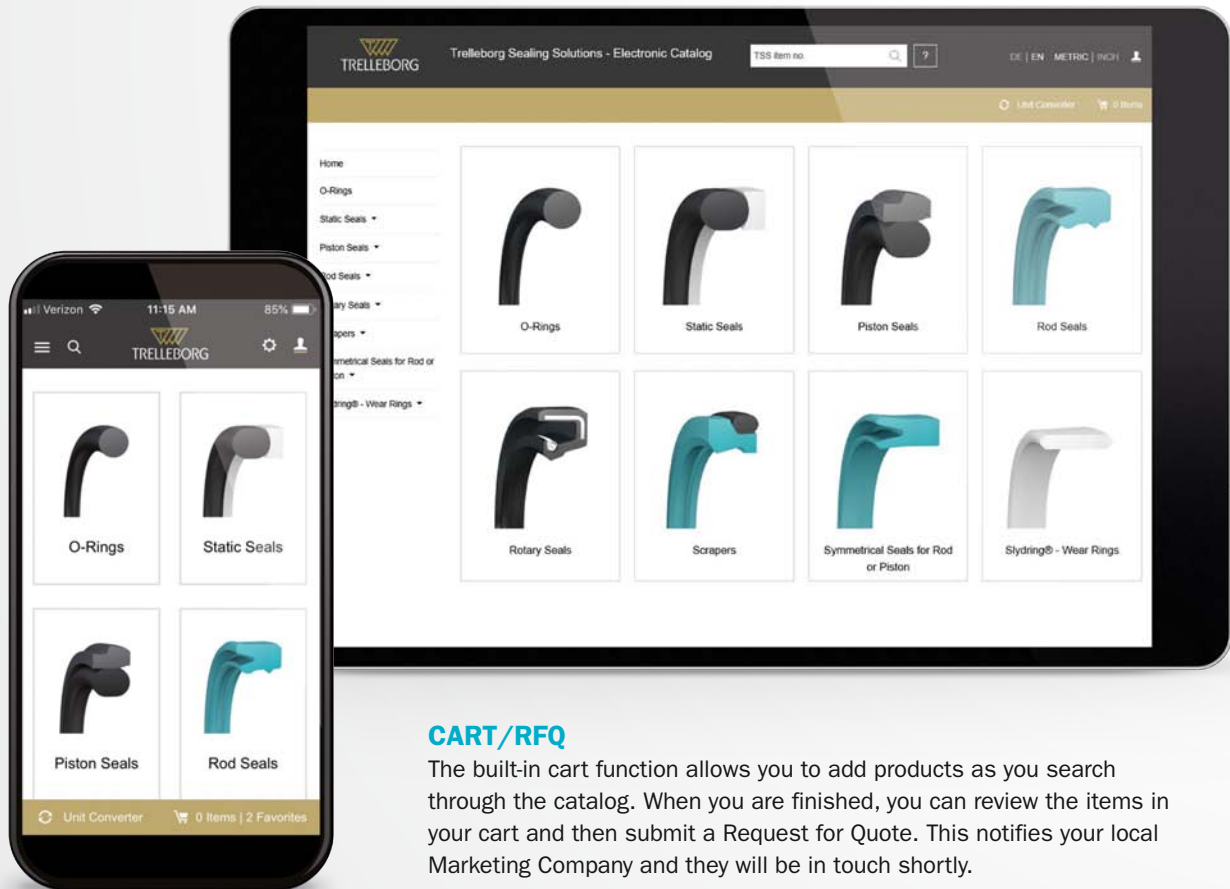 TRELLEBORG
Trelleborg Sealing Solutions - Electronic Catalog
TSS item no.
?
DE | EN METRIC | INCH
Unit Converter
0 Items
Home
O-Rings
Static Seals
Piston Seals
Rod Seals
ary Seals
apers
mmetrical Seals for Rod or
on
dring® - Wear Rings
O-Rings
Static Seals
Piston Seals
Rod Seals
Rotary Seals
Scrapers
Symmetrical Seals for Rod
or Piston
Slydring® - Wear Rings
Verizon
11:15 AM
85%
TRELLEBORG
O-Rings
Static Seals
Piston Seals
Rod Seals
Unit Converter
0 Items | 2 Favorites
CART/RFQ
The built-in cart function allows you to add products as you search
through the catalog. When you are finished, you can review the items in
your cart and then submit a Request for Quote. This notifies your local
Marketing Company and they will be in touch shortly.